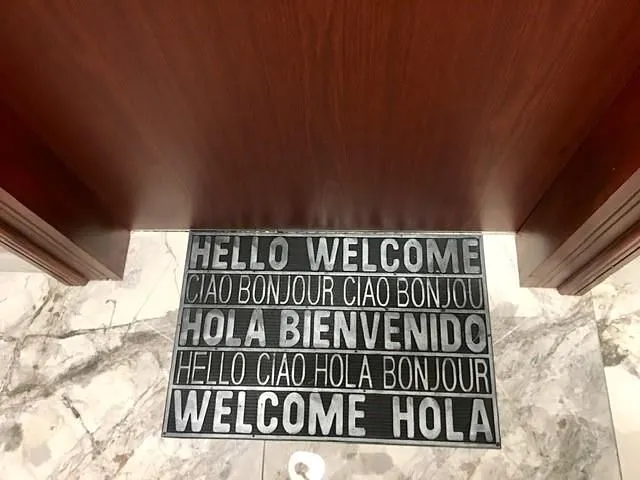 HELLO WELCOME
CIAO BONJOUR CIAO BONJOU
HOLA BIENVENIDO
HELLO CIAO HOLA BONJOUR
WELCOME HOLA